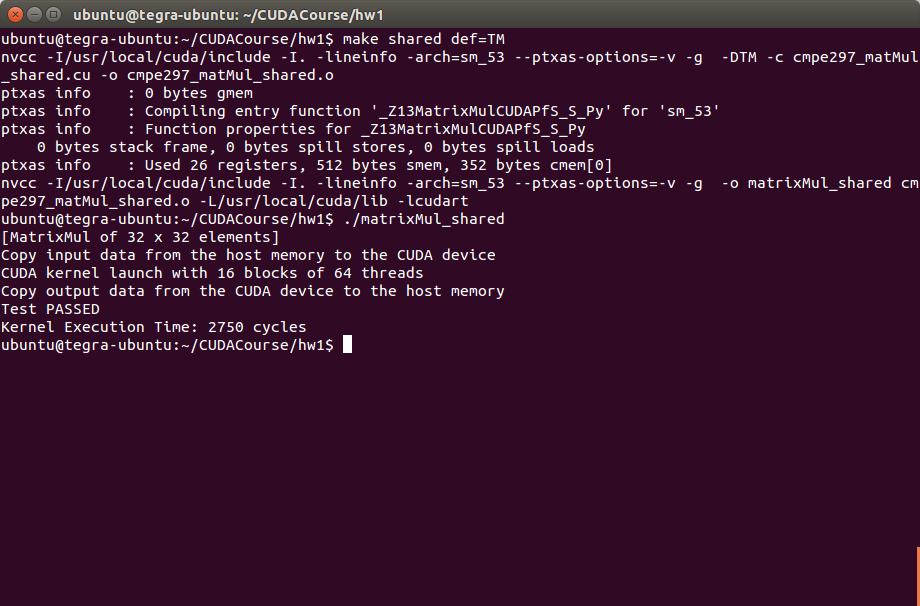 ubuntu@tegra-ubuntu: ~/CUDACourse/hw1
ubuntu@tegra-ubuntu:~/CUDACourse/hw1$ make shared def=TM
nvcc -I/usr/local/cuda/include -I. -lineinfo -arch=sm_53 --ptxas-options=-v -g  -DTM -c cmpe297_matMul
_shared.cu -o cmpe297_matMul_shared.o
ptxas info    : 0 bytes gmem
ptxas info    : Compiling entry function '_Z13MatrixMulCUDAPfS_S_Py' for 'sm_53'
ptxas info    : Function properties for _Z13MatrixMulCUDAPfS_S_Py
    0 bytes stack frame, 0 bytes spill stores, 0 bytes spill loads
ptxas info    : Used 26 registers, 512 bytes smem, 352 bytes cmem[0]
nvcc -I/usr/local/cuda/include -I. -lineinfo -arch=sm_53 --ptxas-options=-v -g  -o matrixMul_shared cm
pe297_matMul_shared.o -L/usr/local/cuda/lib -lcudart
ubuntu@tegra-ubuntu:~/CUDACourse/hw1$ ./matrixMul_shared
[MatrixMul of 32 x 32 elements]
Copy input data from the host memory to the CUDA device
CUDA kernel launch with 16 blocks of 64 threads
Copy output data from the CUDA device to the host memory
Test PASSED
Kernel Execution Time: 2750 cycles
ubuntu@tegra-ubuntu:~/CUDACourse/hw1$